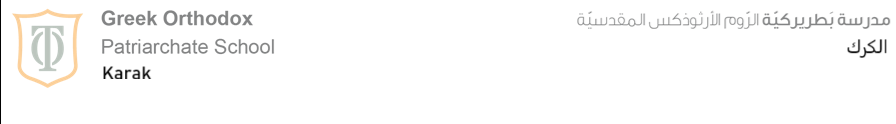 Greek Orthodox
Patriarchate School
Karak
مدرسة بَطريركيّة الرّوم الأرثوذكس المقدسيّة
الكرك